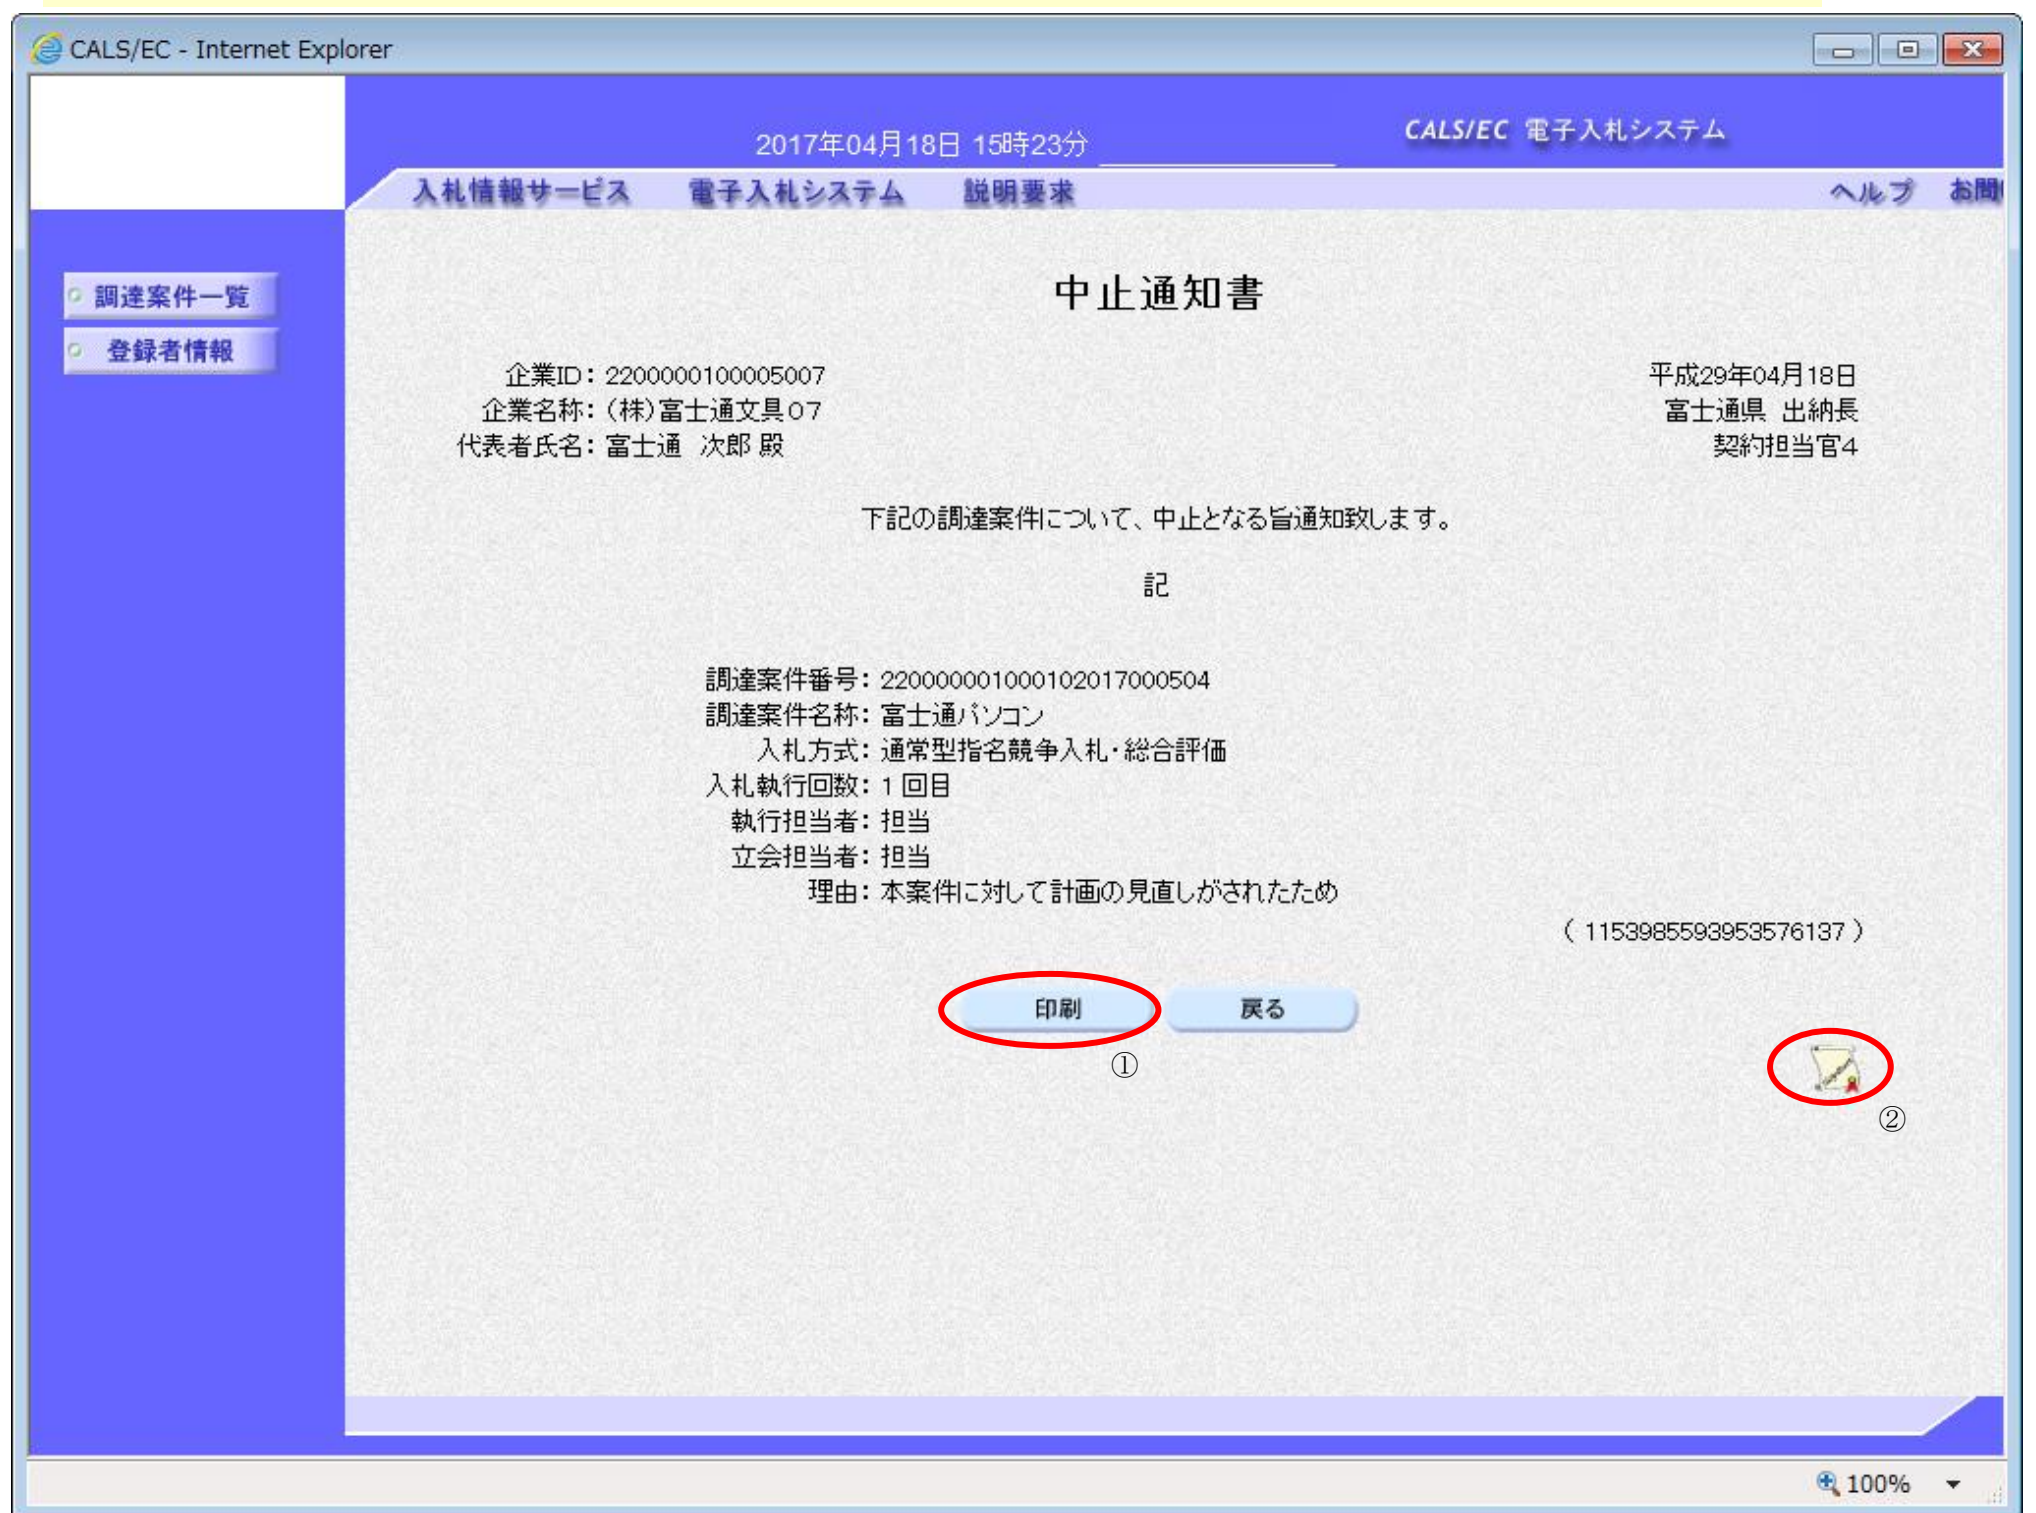 CALS/EC - Internet Explorer
2017年04月18日 15時23分
CALS/EC 電子入札システム
入札情報サービス 電子入札システム 説明要求 ヘルプ お問
調達案件一覧
登録者情報
中止通知書
企業ID：2200000100005007
企業名称：（株）富士通文具０７
代表者氏名：富士通 次郎 殿
平成29年04月18日
富士通県 出納長
契約担当官４
下記の調達案件について、中止となる旨通知致します。
記
調達案件番号：2200000010001020​17000504
調達案件名称：富士通パソコン
入札方式：通常型指名競争入札・総合評価
入札執行回数：1 回目
執行担当者：担当
立会担当者：担当
理由：本案件に対して計画の見直しがされたため
（ 1153985593953576137 ）
印刷 戻る
①
②
100%